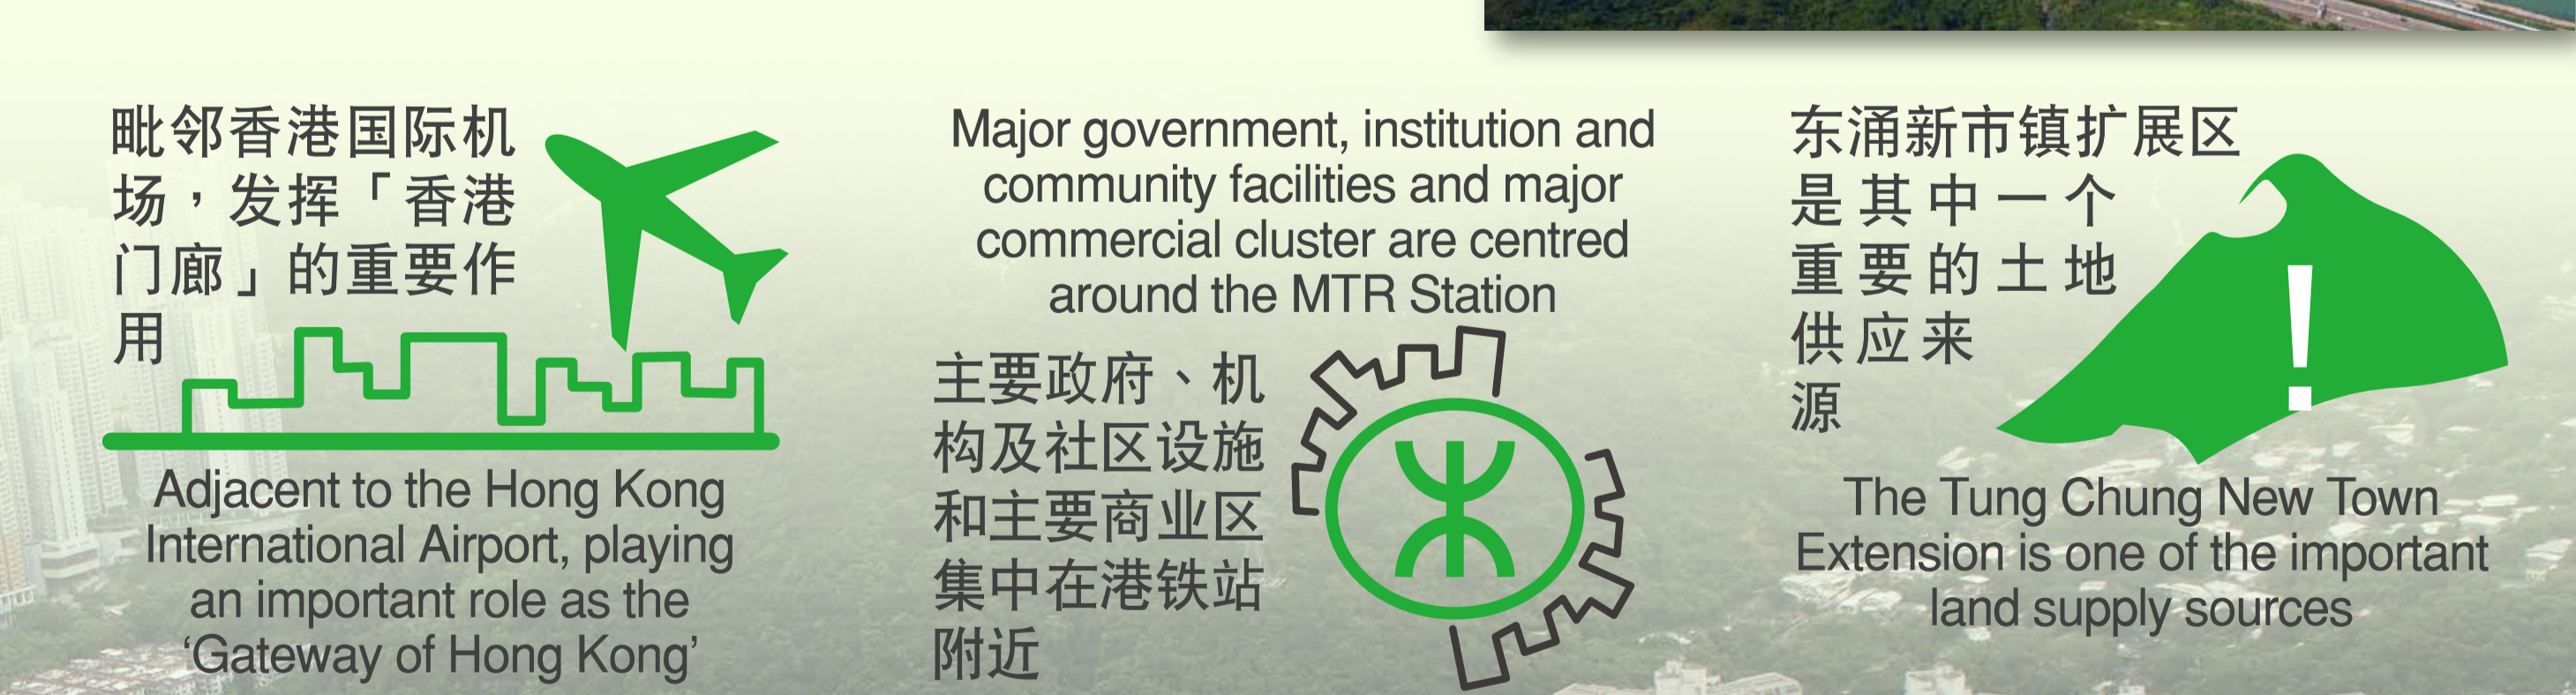 毗邻香港国际机
场，发挥「香港
门廊」的重要作
用
Adjacent to the Hong Kong
International Airport, playing
an important role as the
‘Gateway of Hong Kong’
Major government, institution and
community facilities and major
commercial cluster are centred
around the MTR Station
主要政府、机
构及社区设施
和主要商业区
集中在港铁站
附近
东涌新市镇扩展区
是其中一个
重要的土地
供应来
源
!
The Tung Chung New Town
Extension is one of the important
land supply sources